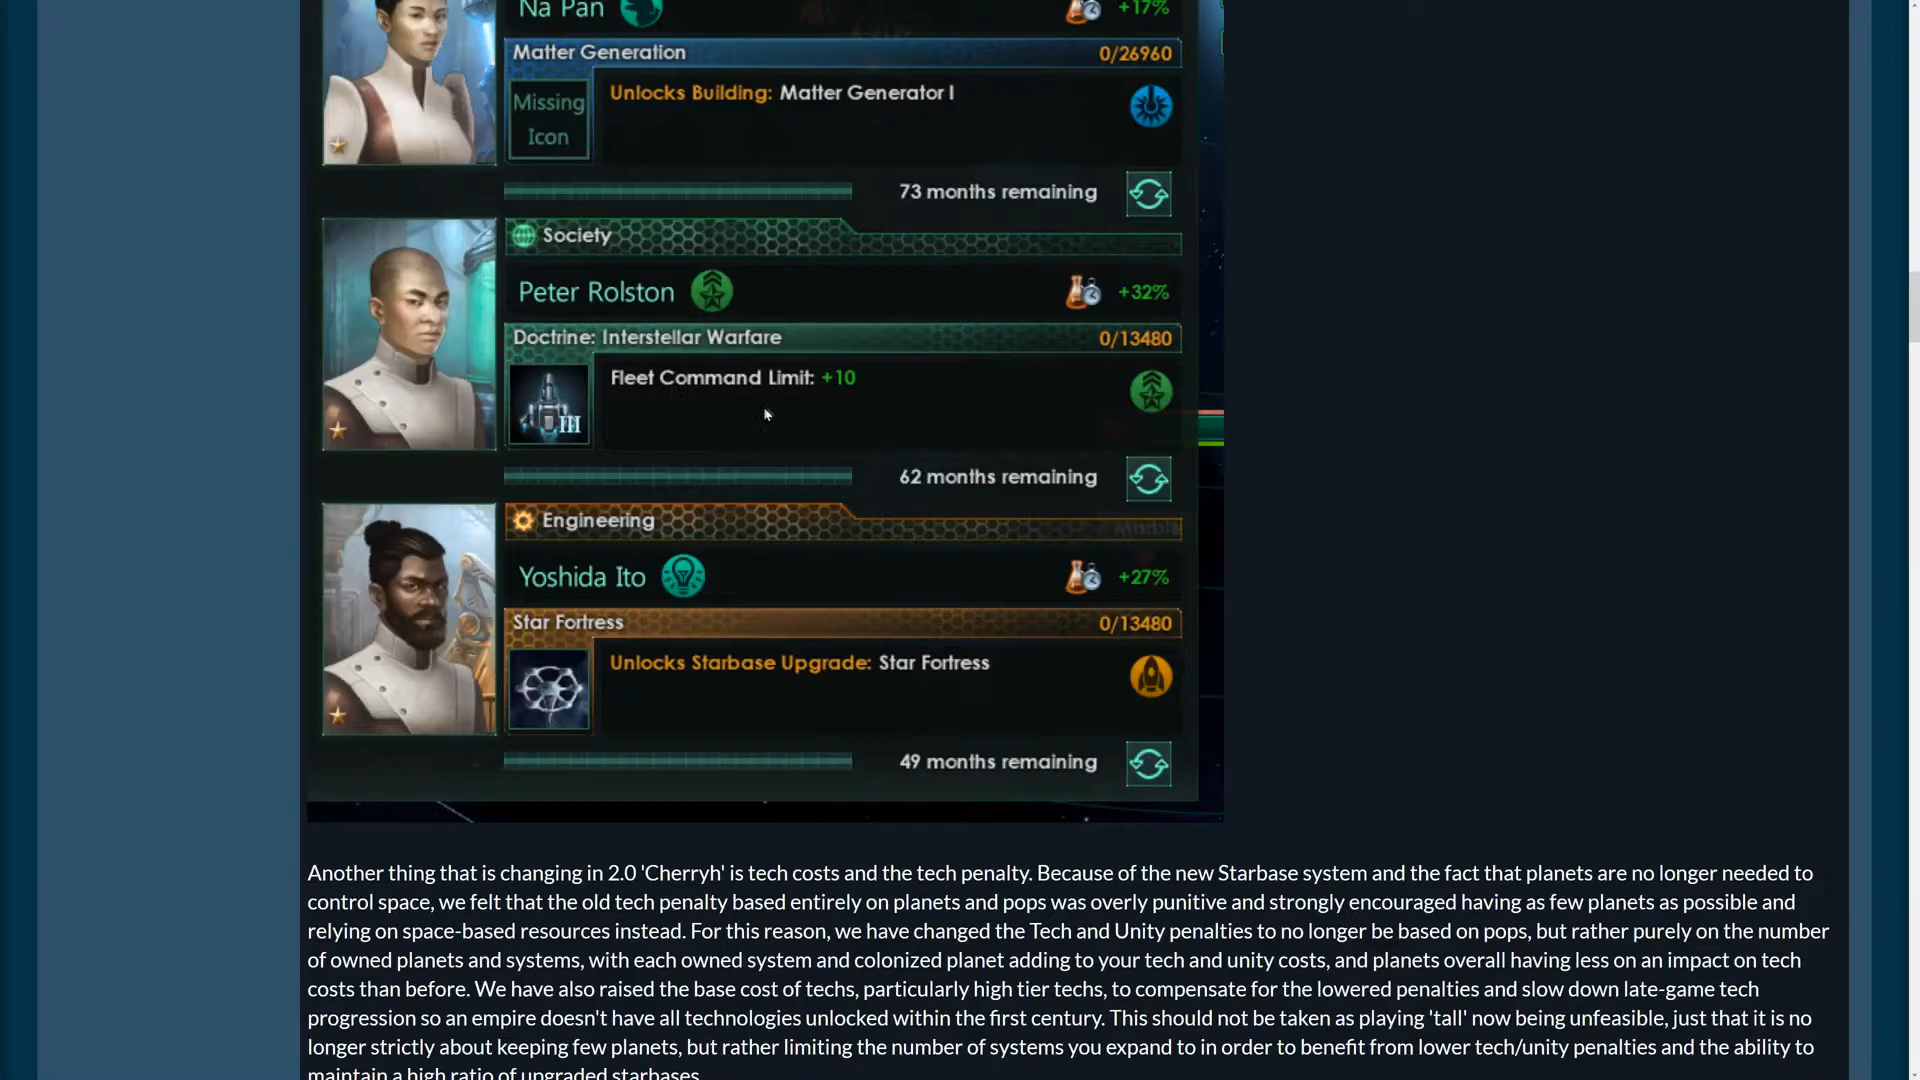 Na Pan +17%
Matter Generation 0/26960
Missing Icon
Unlocks Building: Matter Generator I
73 months remaining
Society
Peter Rolston +32%
Doctrine: Interstellar Warfare 0/13480
III
Fleet Command Limit: +10
62 months remaining
Engineering
Yoshida Ito +27%
Star Fortress 0/13480
Unlocks Starbase Upgrade: Star Fortress
49 months remaining
Another thing that is changing in 2.0 'Cherryh' is tech costs and the tech penalty. Because of the new Starbase system and the fact that planets are no longer needed to
control space, we felt that the old tech penalty based entirely on planets and pops was overly punitive and strongly encouraged having as few planets as possible and
relying on space-based resources instead. For this reason, we have changed the Tech and Unity penalties to no longer be based on pops, but rather purely on the number
of owned planets and systems, with each owned system and colonized planet adding to your tech and unity costs, and planets overall having less on an impact on tech
costs than before. We have also raised the base cost of techs, particularly high tier techs, to compensate for the lowered penalties and slow down late-game tech
progression so an empire doesn't have all technologies unlocked within the first century. This should not be taken as playing 'tall' now being unfeasible, just that it is no
longer strictly about keeping few planets, but rather limiting the number of systems you expand to in order to benefit from lower tech/unity penalties and the ability to
maintain a high ratio of upgraded starbases.